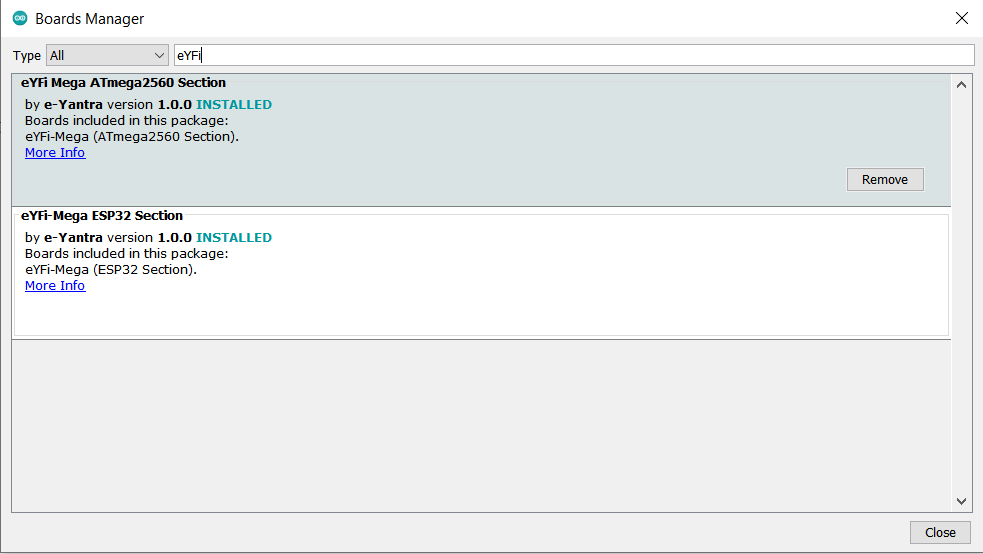 Boards Manager
Type All eYFi
eYFi Mega ATmega2560 Section
by e-Yantra version 1.0.0 INSTALLED
Boards included in this package:
eYFi-Mega (ATmega2560 Section).
More Info
Remove
eYFi-Mega ESP32 Section
by e-Yantra version 1.0.0 INSTALLED
Boards included in this package:
eYFi-Mega (ESP32 Section).
More Info
Close